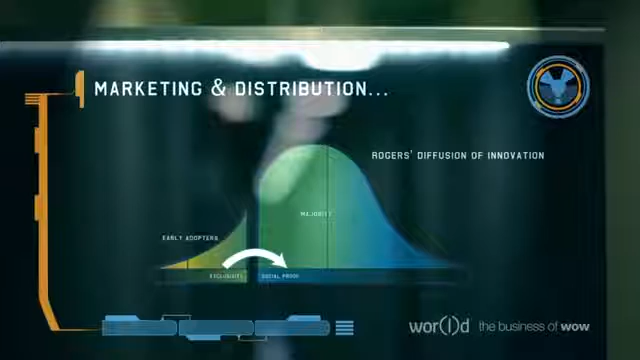 MARKETING & DISTRIBUTION...
ROGERS' DIFFUSION OF INNOVATION
MAJORITY
EARLY ADOPTERS
EXCLUSIVITY
SOCIAL PROOF
wor(l)d the business of wow